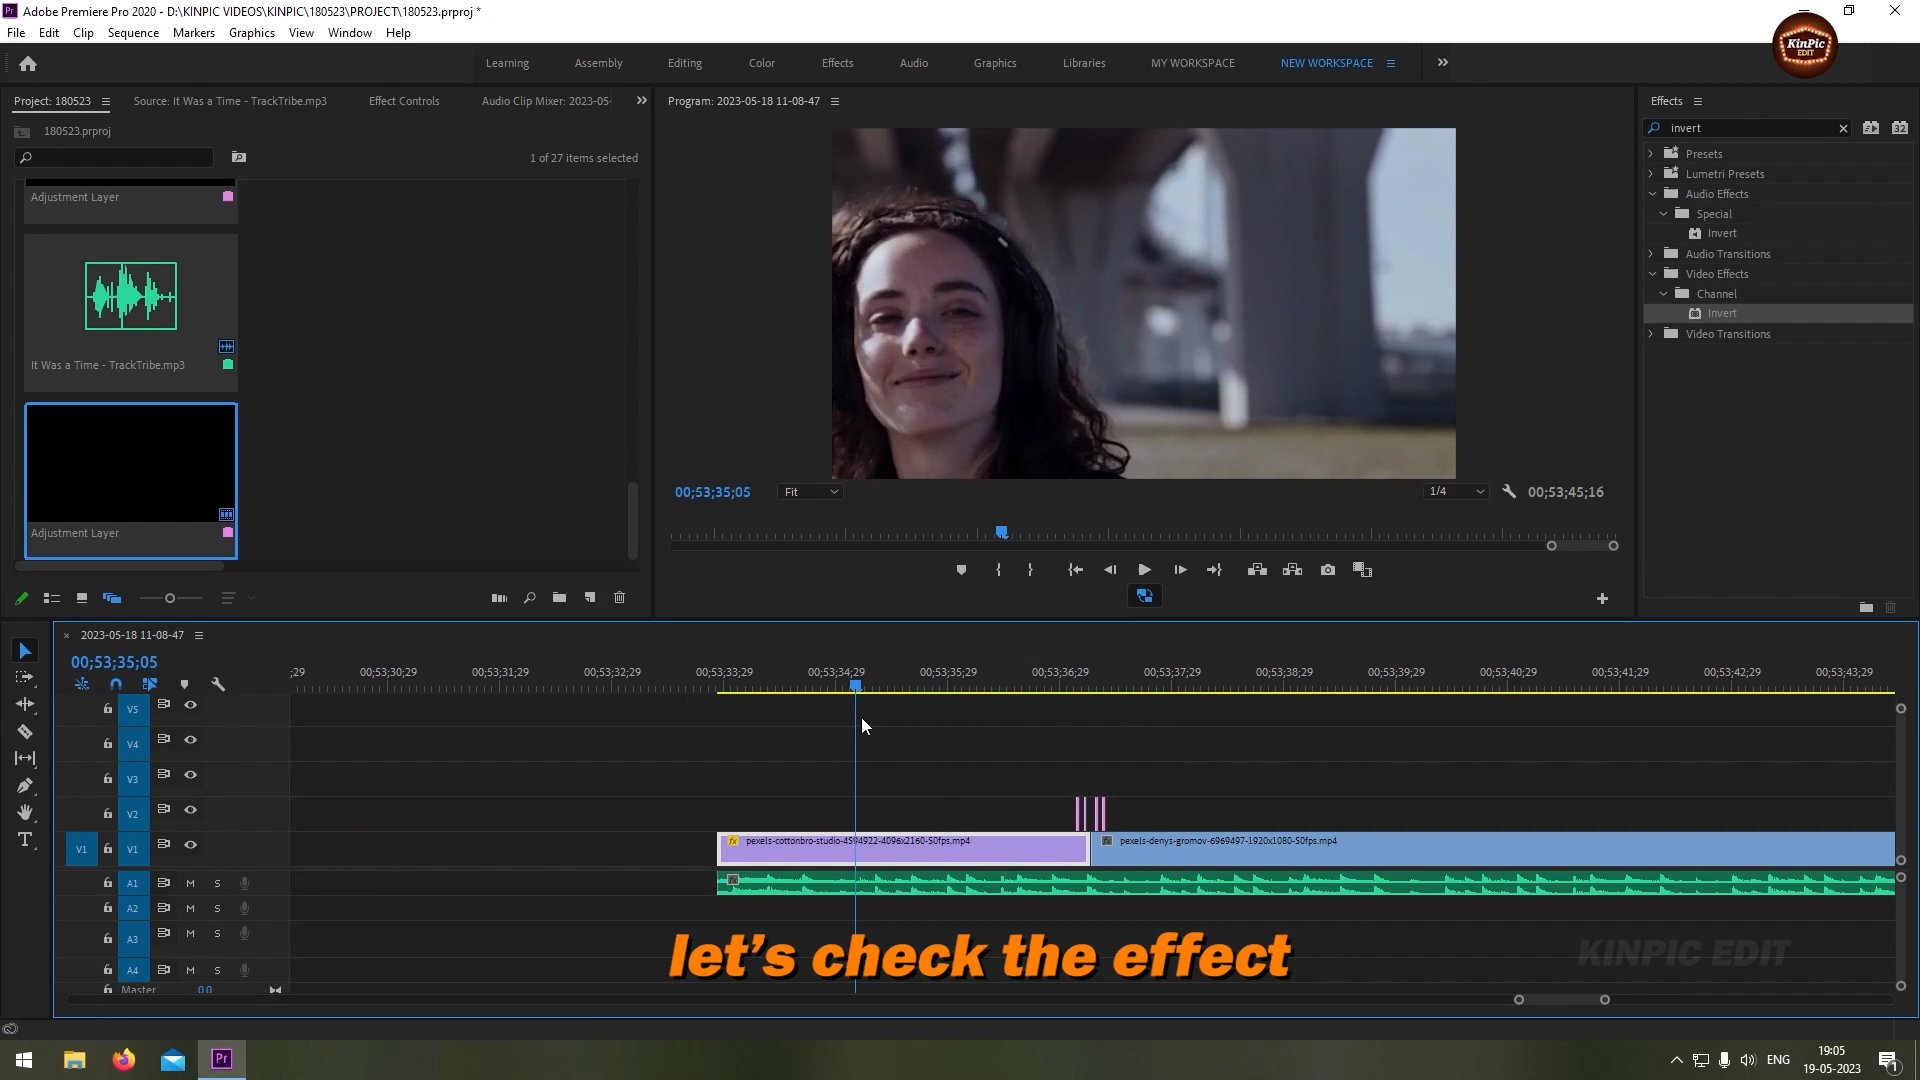 Adobe Premiere Pro 2020 - D:\KINPIC VIDEOS\KINPIC\180523\PROJECT\180523.prproj *
File Edit Clip Sequence Markers Graphics View Window Help
KinPic
EDIT
Learning Assembly Editing Color Effects Audio Graphics Libraries MY WORKSPACE NEW WORKSPACE
Project: 180523 Source: It Was a Time - TrackTribe.mp3 Effect Controls Audio Clip Mixer: 2023-05-
Program: 2023-05-18 11-08-47
Effects
180523.prproj
invert
1 of 27 items selected
Presets
Lumetri Presets
Audio Effects
Special
Invert
Audio Transitions
Video Effects
Channel
Invert
Video Transitions
Adjustment Layer
It Was a Time - TrackTribe.mp3
Adjustment Layer
00;53;35;05 Fit 1/4 00;53;45;16
2023-05-18 11-08-47
00;53;35;05
;29 00;53;30;29 00;53;31;29 00;53;32;29 00;53;33;29 00;53;34;29 00;53;35;29 00;53;36;29 00;53;37;29 00;53;38;29 00;53;39;29 00;53;40;29 00;53;41;29 00;53;42;29 00;53;43;29
V5
V4
V3
V2
V1 V1 fx pexels-cottonbro-studio-4594922-4096x2160-50fps.mp4 fx pexels-denys-gromov-6969497-1920x1080-50fps.mp4
A1 M S fx
A2 M S
A3 M S
A4 M S
Master 0.0
let's check the effect
KINPIC EDIT
Pr
ENG
19:05
19-05-2023
1